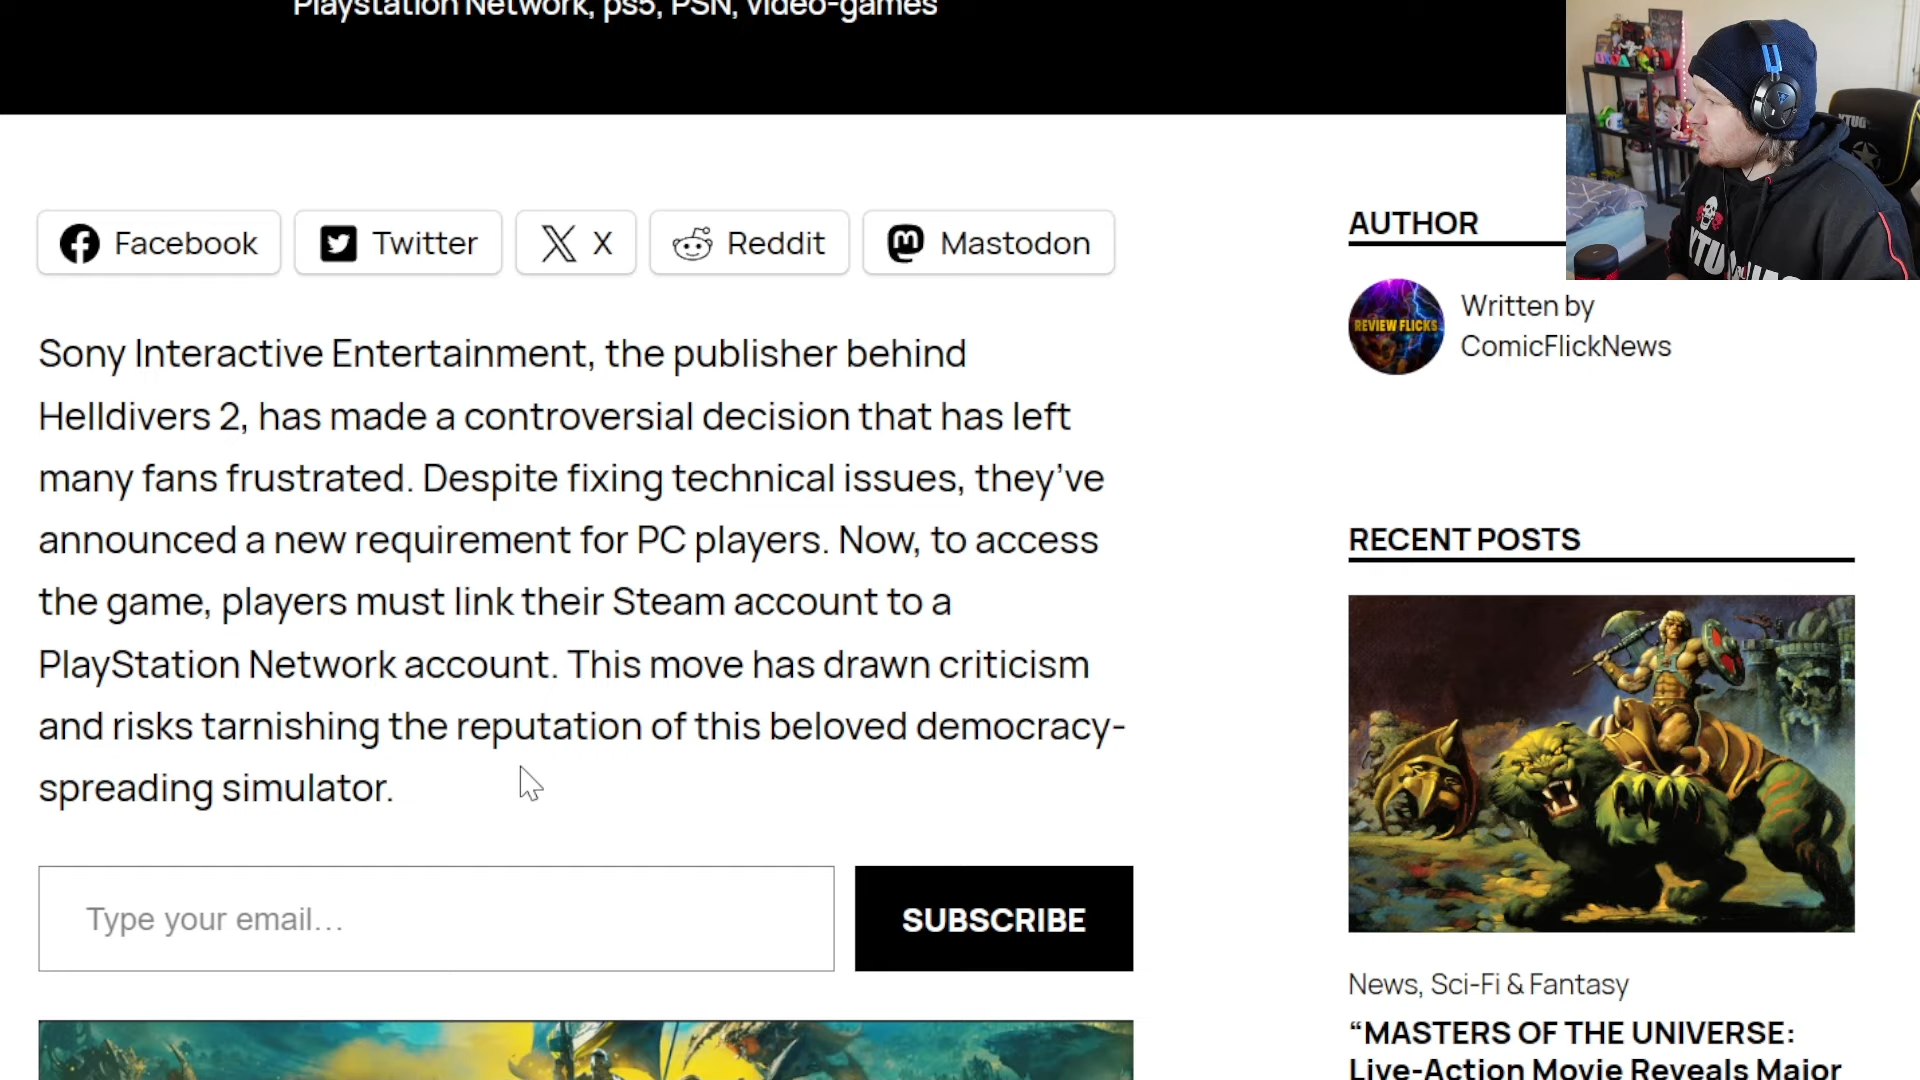 Playstation Network, ps5, PSN, video-games
Facebook
Twitter
X
Reddit
Mastodon
Sony Interactive Entertainment, the publisher behind
Helldivers 2, has made a controversial decision that has left
many fans frustrated. Despite fixing technical issues, they’ve
announced a new requirement for PC players. Now, to access
the game, players must link their Steam account to a
PlayStation Network account. This move has drawn criticism
and risks tarnishing the reputation of this beloved democracy-
spreading simulator.
Type your email…
SUBSCRIBE
AUTHOR
REVIEW FLICKS
Written by
ComicFlickNews
RECENT POSTS
News, Sci-Fi & Fantasy
“MASTERS OF THE UNIVERSE:
Live-Action Movie Reveals Major